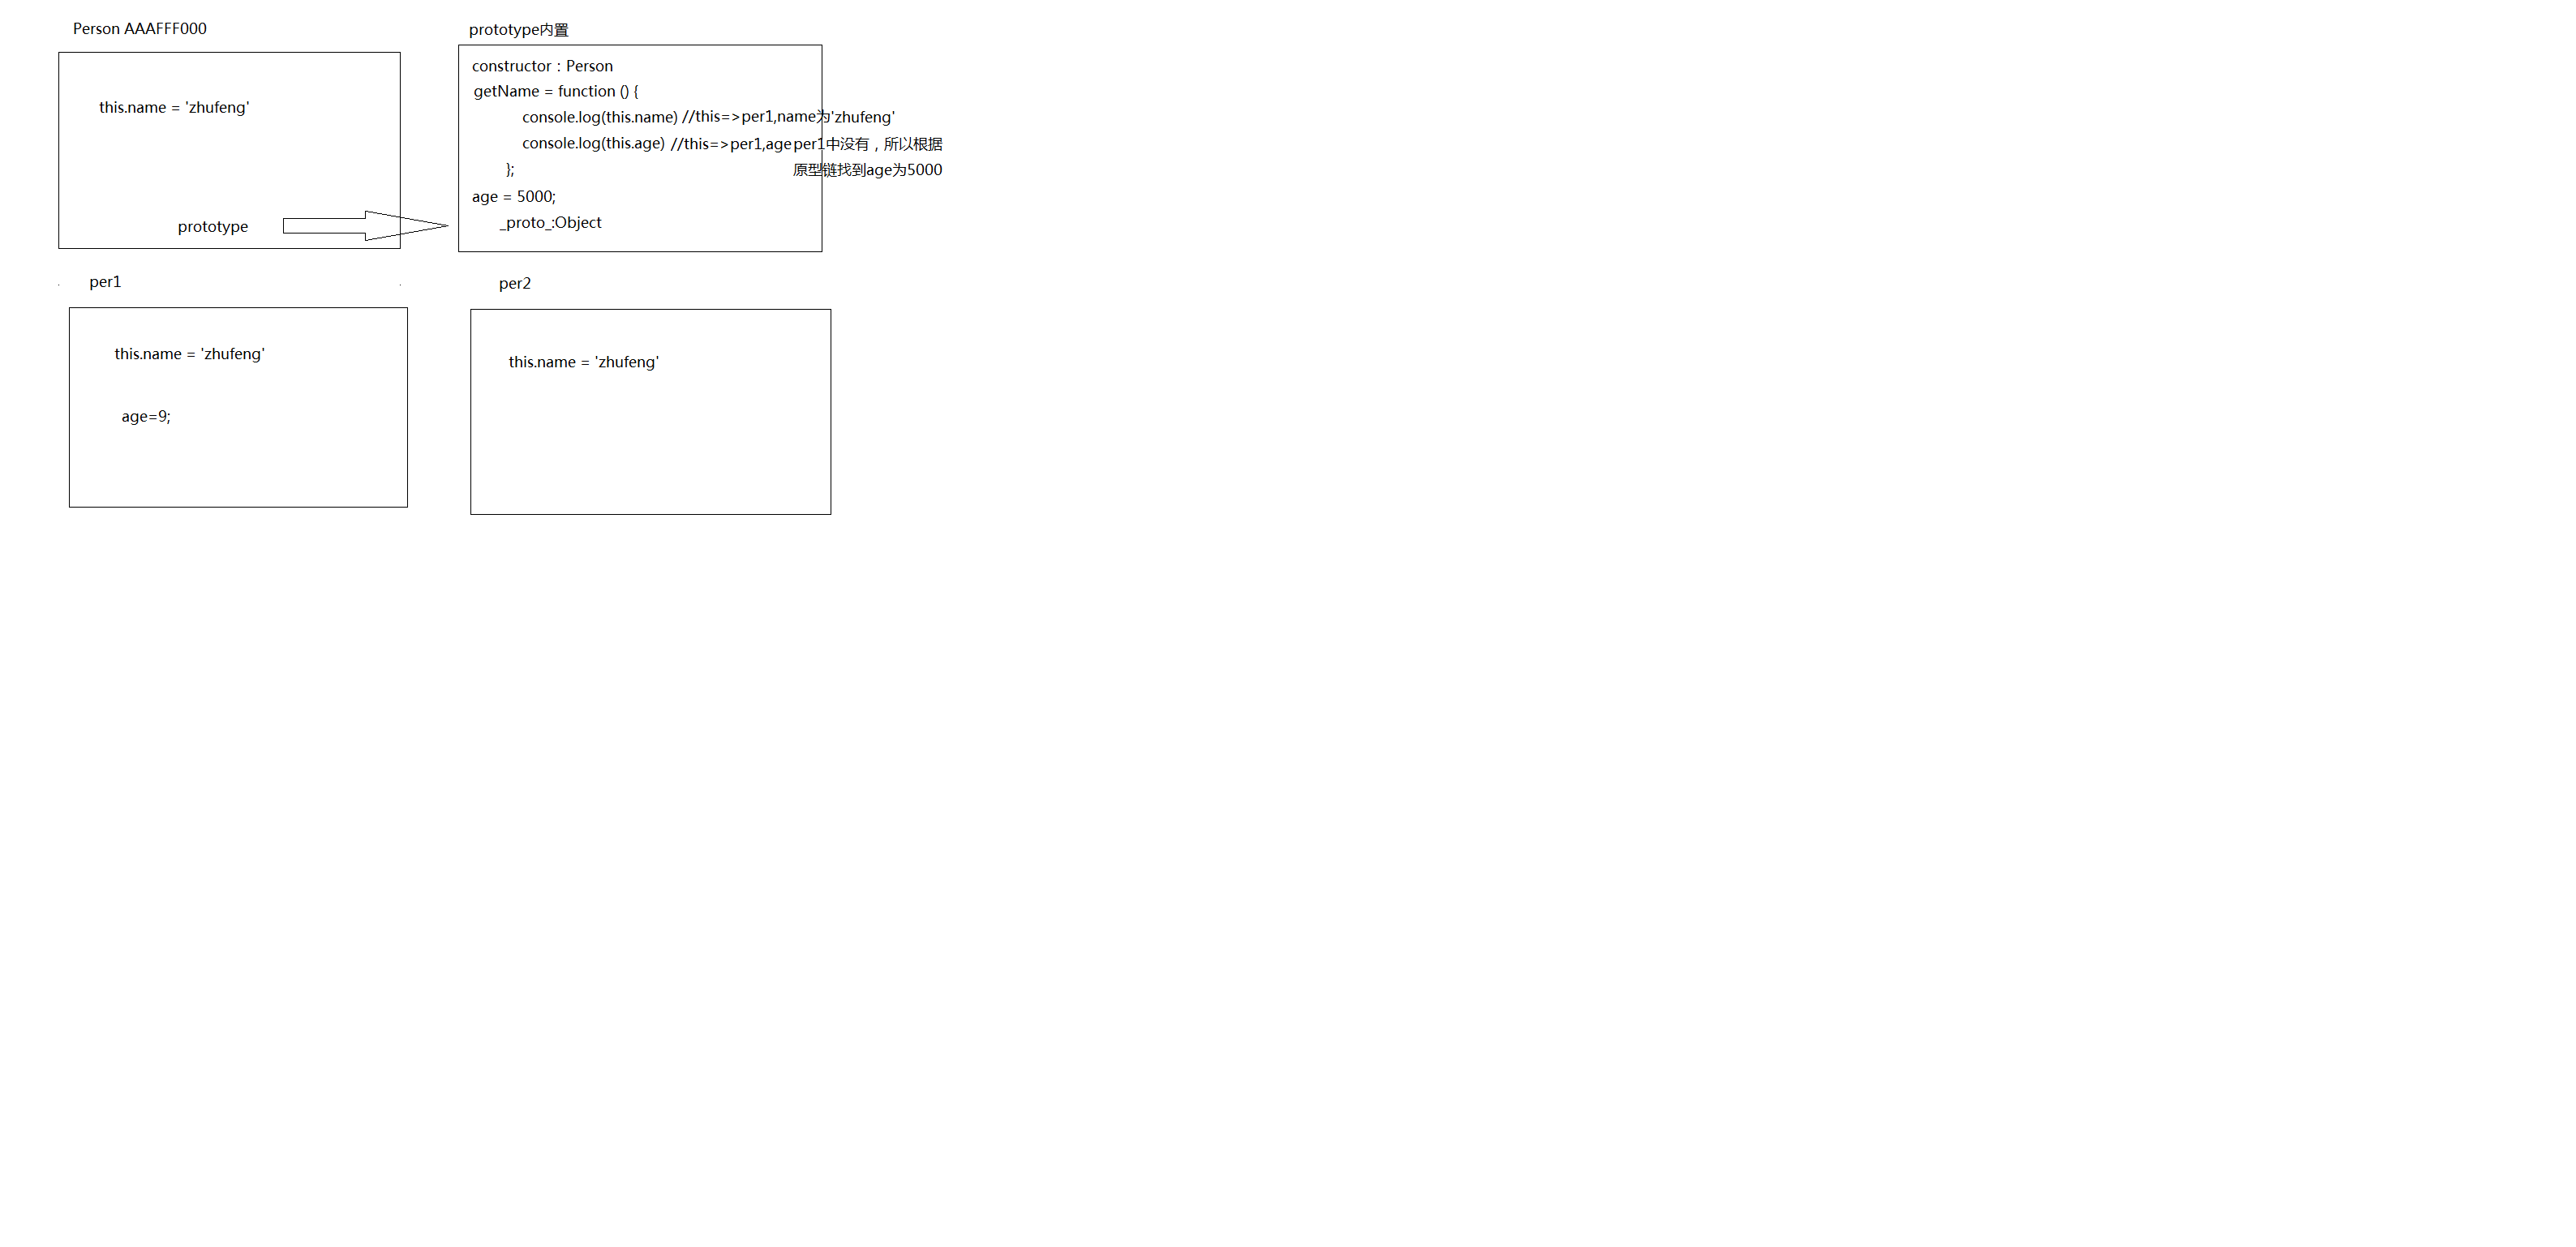 Person AAAFFF000
this.name = 'zhufeng'
prototype
prototype内置
constructor : Person
getName = function () {
console.log(this.name) //this=>per1,name为'zhufeng'
console.log(this.age) //this=>per1,age per1中没有，所以根据
}; 原型链找到age为5000
age = 5000;
_proto_:Object
per1
this.name = 'zhufeng'
age=9;
per2
this.name = 'zhufeng'